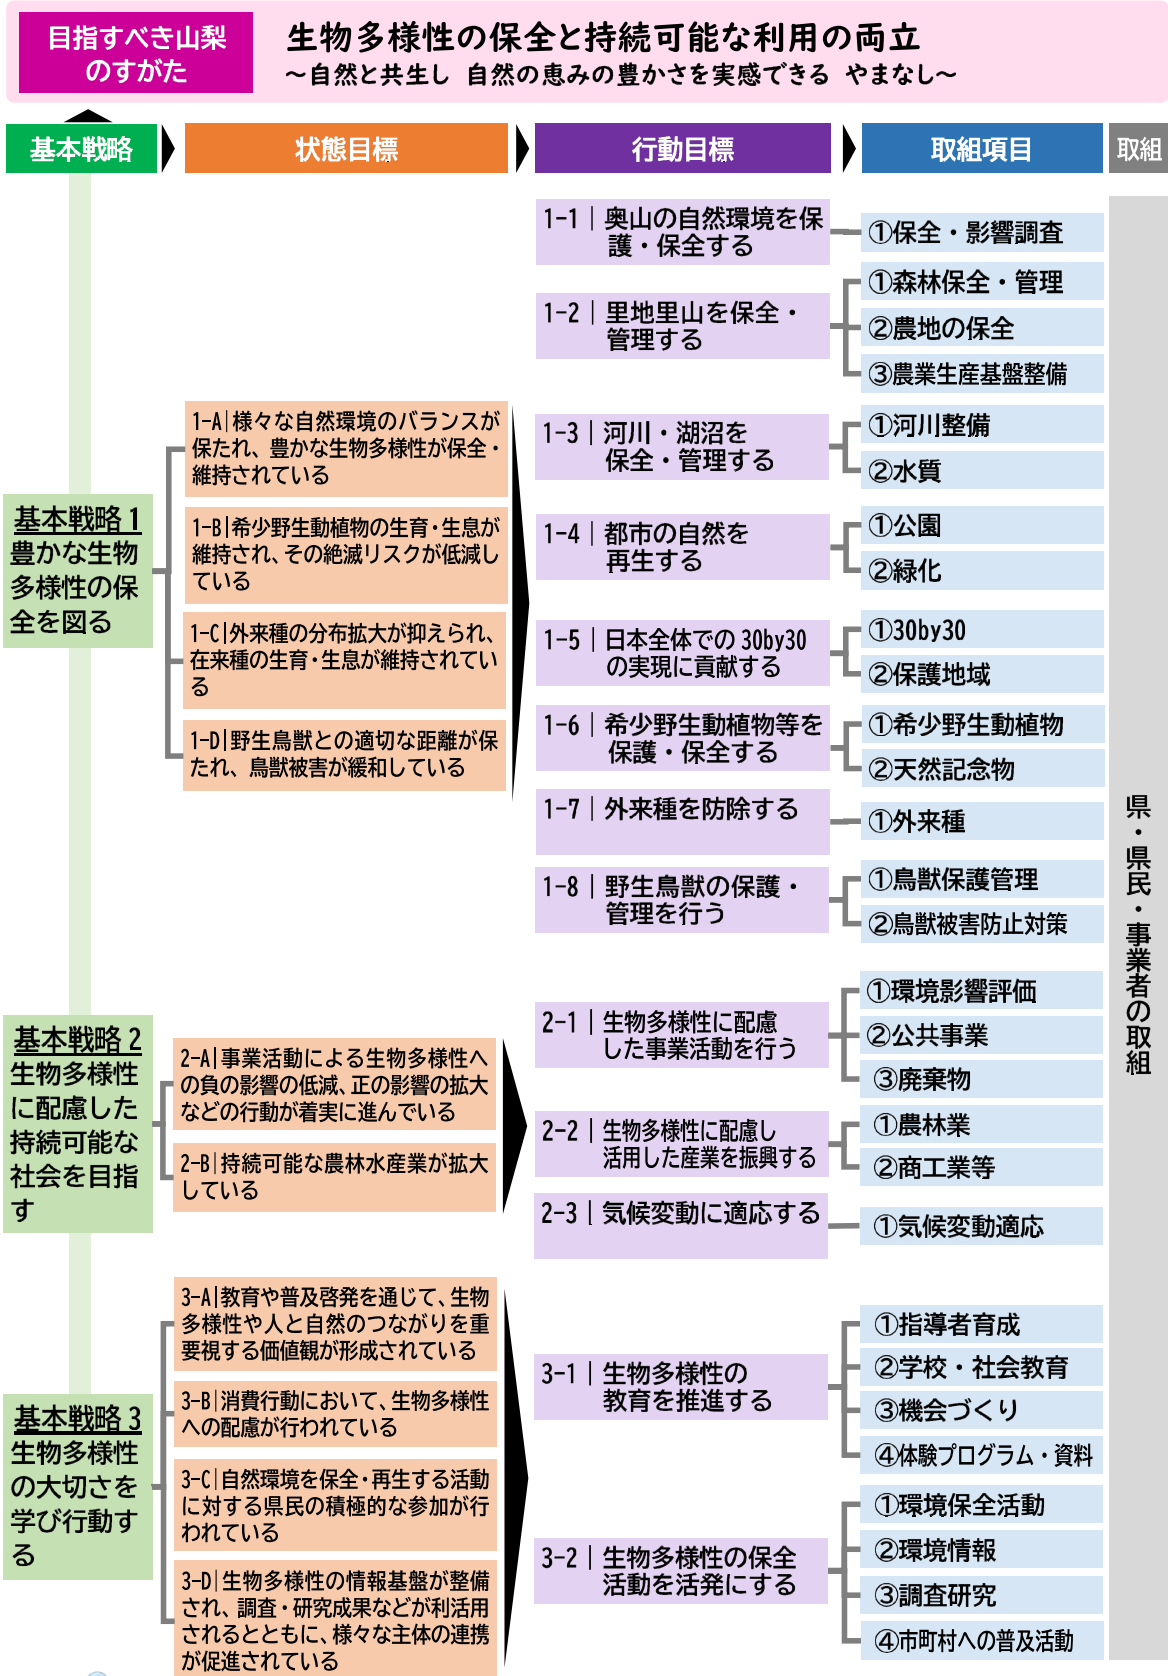 目指すべき山梨
のすがた
生物多様性の保全と持続可能な利用の両立
～自然と共生し 自然の恵みの豊かさを実感できる やまなし～
基本戦略
状態目標
行動目標
取組項目
取組
基本戦略1
豊かな生物
多様性の保
全を図る
1-A|様々な自然環境のバランスが
保たれ、豊かな生物多様性が保全・
維持されている
1-B|希少野生動植物の生育・生息が
維持され、その絶滅リスクが低減し
ている
1-C|外来種の分布拡大が抑えられ、
在来種の生育・生息が維持されてい
る
1-D|野生鳥獣との適切な距離が保
たれ、鳥獣被害が緩和している
1-1｜奥山の自然環境を保
護・保全する
①保全・影響調査
1-2｜里地里山を保全・
管理する
①森林保全・管理
②農地の保全
③農業生産基盤整備
1-3｜河川・湖沼を
保全・管理する
①河川整備
②水質
1-4｜都市の自然を
再生する
①公園
②緑化
1-5｜日本全体での30by30
の実現に貢献する
①30by30
②保護地域
1-6｜希少野生動植物等を
保護・保全する
①希少野生動植物
②天然記念物
1-7｜外来種を防除する
①外来種
1-8｜野生鳥獣の保護・
管理を行う
①鳥獣保護管理
②鳥獣被害防止対策
基本戦略2
生物多様性
に配慮した
持続可能な
社会を目指
す
2-A|事業活動による生物多様性へ
の負の影響の低減、正の影響の拡大
などの行動が着実に進んでいる
2-B|持続可能な農林水産業が拡大
している
2-1｜生物多様性に配慮
した事業活動を行う
①環境影響評価
②公共事業
③廃棄物
2-2｜生物多様性に配慮し
活用した産業を振興する
①農林業
②商工業等
2-3｜気候変動に適応する
①気候変動適応
基本戦略3
生物多様性
の大切さを
学び行動す
る
3-A|教育や普及啓発を通じて、生物
多様性や人と自然のつながりを重
要視する価値観が形成されている
3-B|消費行動において、生物多様性
への配慮が行われている
3-C|自然環境を保全・再生する活動
に対する県民の積極的な参加が行
われている
3-D|生物多様性の情報基盤が整備
され、調査・研究成果などが利活用
されるとともに、様々な主体の連携
が促進されている
3-1｜生物多様性の
教育を推進する
①指導者育成
②学校・社会教育
③機会づくり
④体験プログラム・資料
3-2｜生物多様性の保全
活動を活発にする
①環境保全活動
②環境情報
③調査研究
④市町村への普及活動
県・県民・事業者の取組